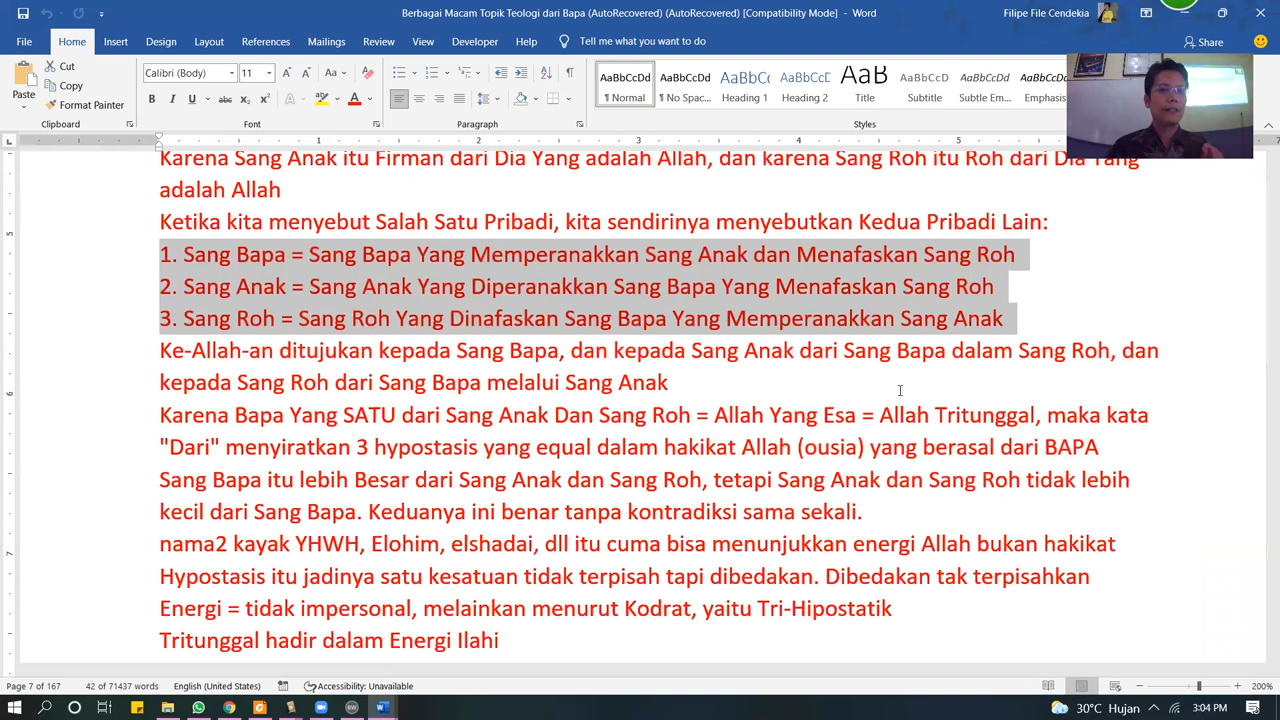 Berbagai Macam Topik Teologi dari Bapa (AutoRecovered) (AutoRecovered) [Compatibility Mode] - Word
Filipe File Cendekia
File Home Insert Design Layout References Mailings Review View Developer Help Tell me what you want to do Share
Paste
Cut
Copy
Format Painter
Calibri (Body) 11
AaBbCcDd AaBbCcDd AaBbCcD AaBbCcD AaB AaBbCcDd AaBbCcDd AaBbCcDd
¶ Normal ¶ No Spac... Heading 1 Heading 2 Title Subtitle Subtle Em... Emphasis
Clipboard Font Paragraph Styles
1 2 3 4 5
Karena Sang Anak itu Firman dari Dia Yang adalah Allah, dan karena Sang Roh itu Roh dari Dia Yang
adalah Allah
Ketika kita menyebut Salah Satu Pribadi, kita sendirinya menyebutkan Kedua Pribadi Lain:
1. Sang Bapa = Sang Bapa Yang Memperanakkan Sang Anak dan Menafaskan Sang Roh
2. Sang Anak = Sang Anak Yang Diperanakkan Sang Bapa Yang Menafaskan Sang Roh
3. Sang Roh = Sang Roh Yang Dinafaskan Sang Bapa Yang Memperanakkan Sang Anak
Ke-Allah-an ditujukan kepada Sang Bapa, dan kepada Sang Anak dari Sang Bapa dalam Sang Roh, dan
kepada Sang Roh dari Sang Bapa melalui Sang Anak
Karena Bapa Yang SATU dari Sang Anak Dan Sang Roh = Allah Yang Esa = Allah Tritunggal, maka kata
"Dari" menyiratkan 3 hypostasis yang equal dalam hakikat Allah (ousia) yang berasal dari BAPA
Sang Bapa itu lebih Besar dari Sang Anak dan Sang Roh, tetapi Sang Anak dan Sang Roh tidak lebih
kecil dari Sang Bapa. Keduanya ini benar tanpa kontradiksi sama sekali.
nama2 kayak YHWH, Elohim, elshadai, dll itu cuma bisa menunjukkan energi Allah bukan hakikat
Hypostasis itu jadinya satu kesatuan tidak terpisah tapi dibedakan. Dibedakan tak terpisahkan
Energi = tidak impersonal, melainkan menurut Kodrat, yaitu Tri-Hipostatik
Tritunggal hadir dalam Energi Ilahi
Page 7 of 167 42 of 71437 words English (United States) Accessibility: Unavailable 200%
30°C Hujan 3:04 PM